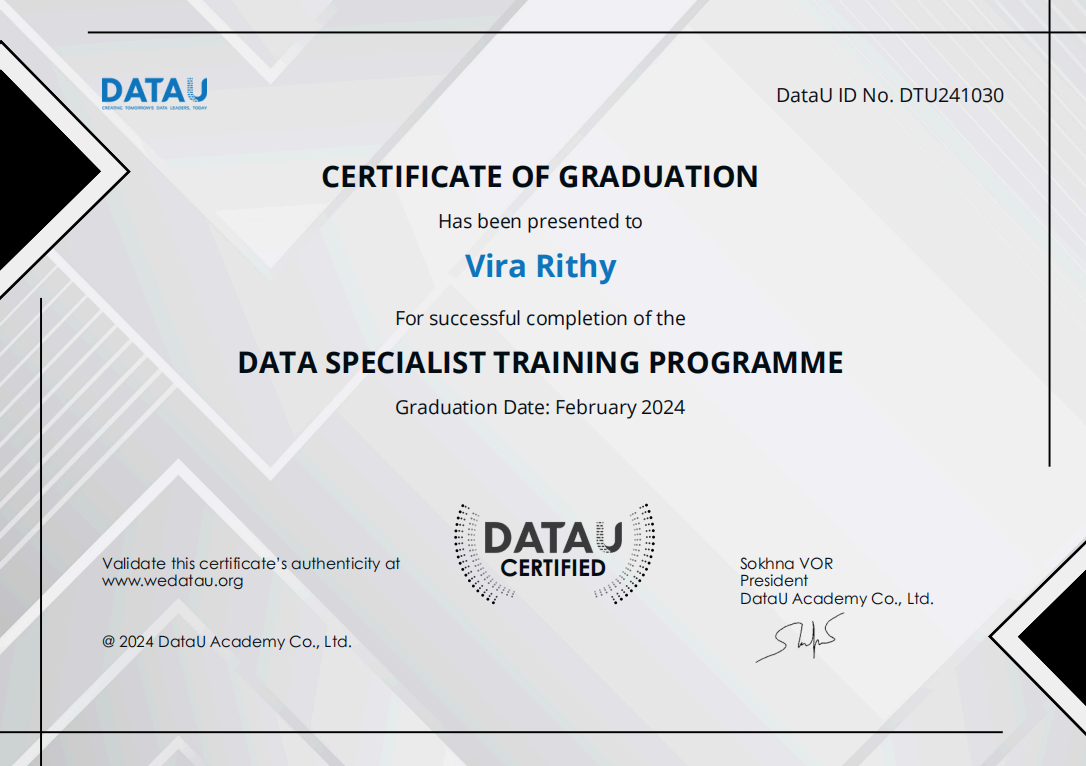 DATAU
CREATING TOMORROW'S DATA LEADERS, TODAY
DataU ID No. DTU241030
CERTIFICATE OF GRADUATION
Has been presented to
Vira Rithy
For successful completion of the
DATA SPECIALIST TRAINING PROGRAMME
Graduation Date: February 2024
DATAU
CERTIFIED
Validate this certificate's authenticity at
www.wedatau.org
@ 2024 DataU Academy Co., Ltd.
Sokhna VOR
President
DataU Academy Co., Ltd.